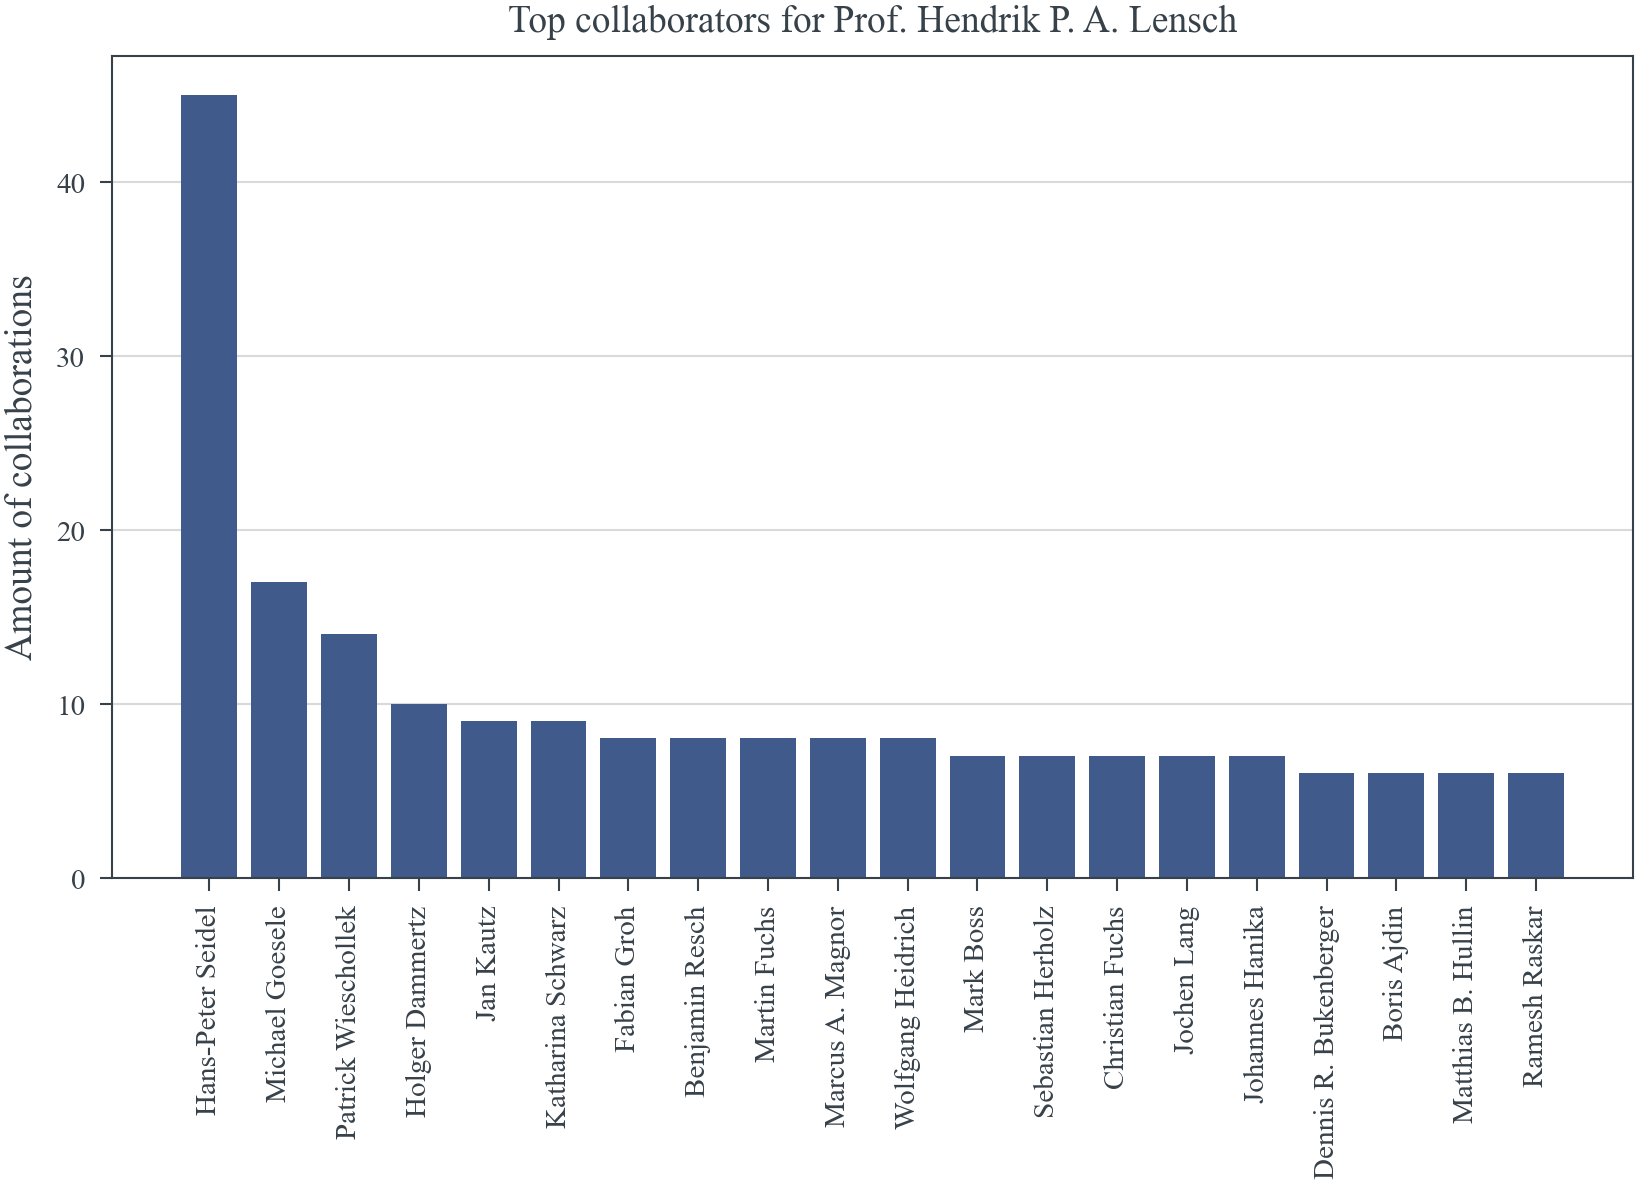 Top collaborators for Prof. Hendrik P. A. Lensch
Amount of collaborations
40
30
20
10
0
Hans-Peter Seidel
Michael Goesele
Patrick Wieschollek
Holger Dammertz
Jan Kautz
Katharina Schwarz
Fabian Groh
Benjamin Resch
Martin Fuchs
Marcus A. Magnor
Wolfgang Heidrich
Mark Boss
Sebastian Herholz
Christian Fuchs
Jochen Lang
Johannes Hanika
Dennis R. Bukenberger
Boris Ajdin
Matthias B. Hullin
Ramesh Raskar